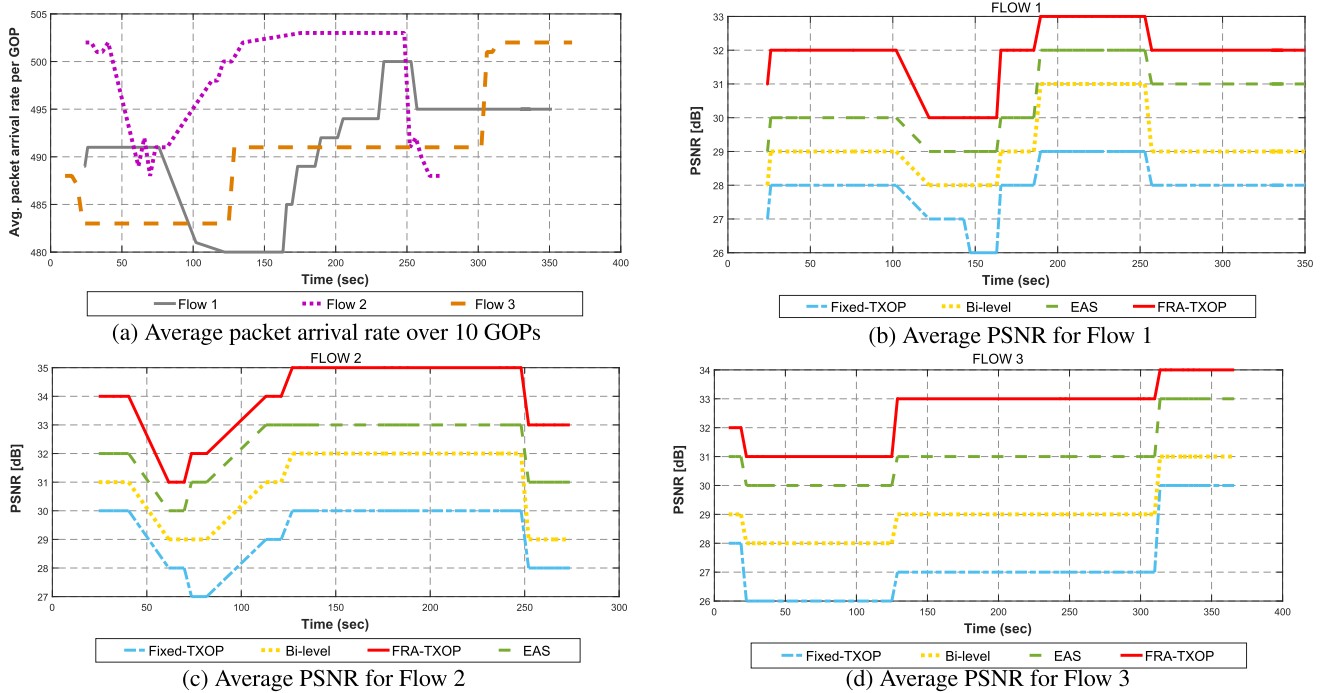 505
500
495
490
485
480
Avg. packet arrival rate per GOP
0 50 100 150 200 250 300 350 400
Time (sec)
Flow 1 Flow 2 Flow 3
(a) Average packet arrival rate over 10 GOPs
FLOW 1
33
32
31
30
29
28
27
26
PSNR [dB]
0 50 100 150 200 250 300 350
Time (sec)
Fixed-TXOP Bi-level EAS FRA-TXOP
(b) Average PSNR for Flow 1
FLOW 2
35
34
33
32
31
30
29
28
27
PSNR [dB]
0 50 100 150 200 250 300
Time (sec)
Fixed-TXOP Bi-level FRA-TXOP EAS
(c) Average PSNR for Flow 2
FLOW 3
34
33
32
31
30
29
28
27
26
PSNR [dB]
0 50 100 150 200 250 300 350 400
Time (sec)
Fixed-TXOP Bi-level EAS FRA-TXOP
(d) Average PSNR for Flow 3